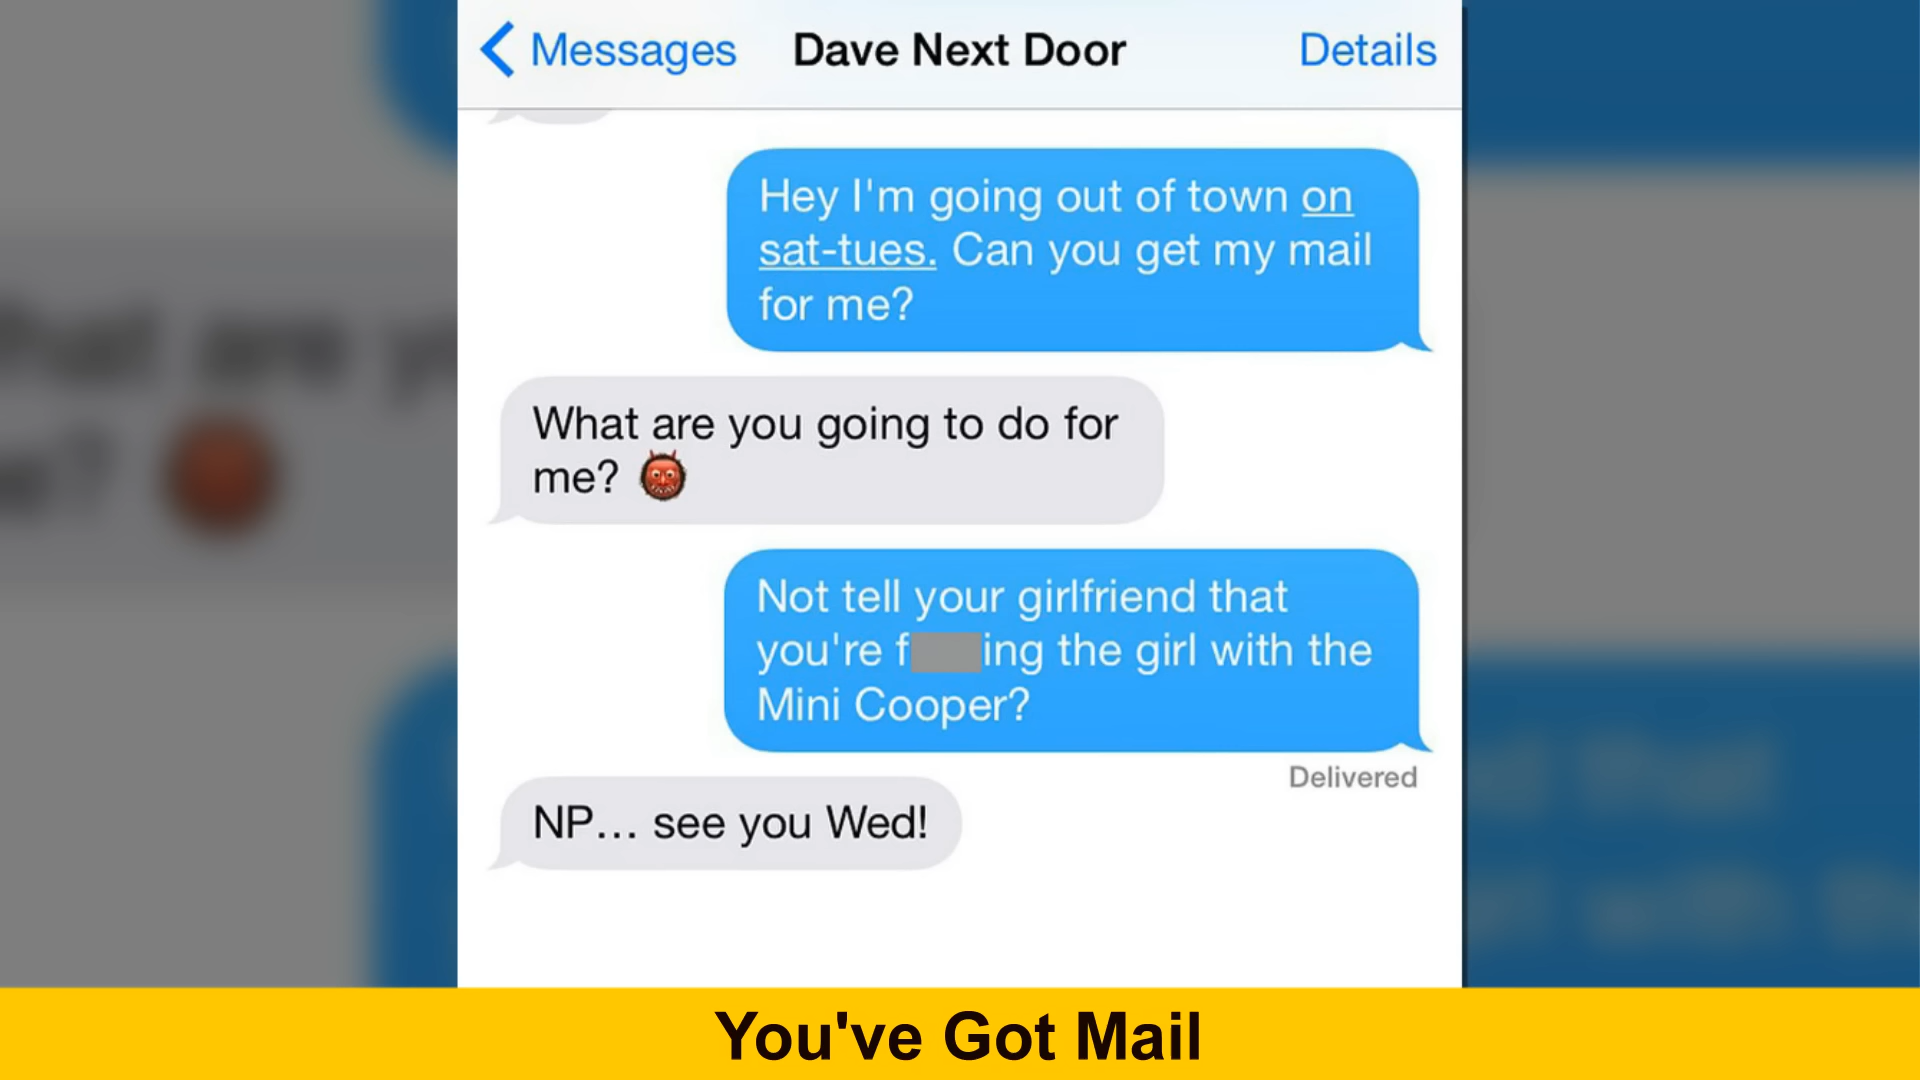 Messages Dave Next Door Details
Hey I'm going out of town on
sat-tues. Can you get my mail
for me?
What are you going to do for
me? 👹
Not tell your girlfriend that
you're f ing the girl with the
Mini Cooper?
Delivered
NP... see you Wed!
You've Got Mail